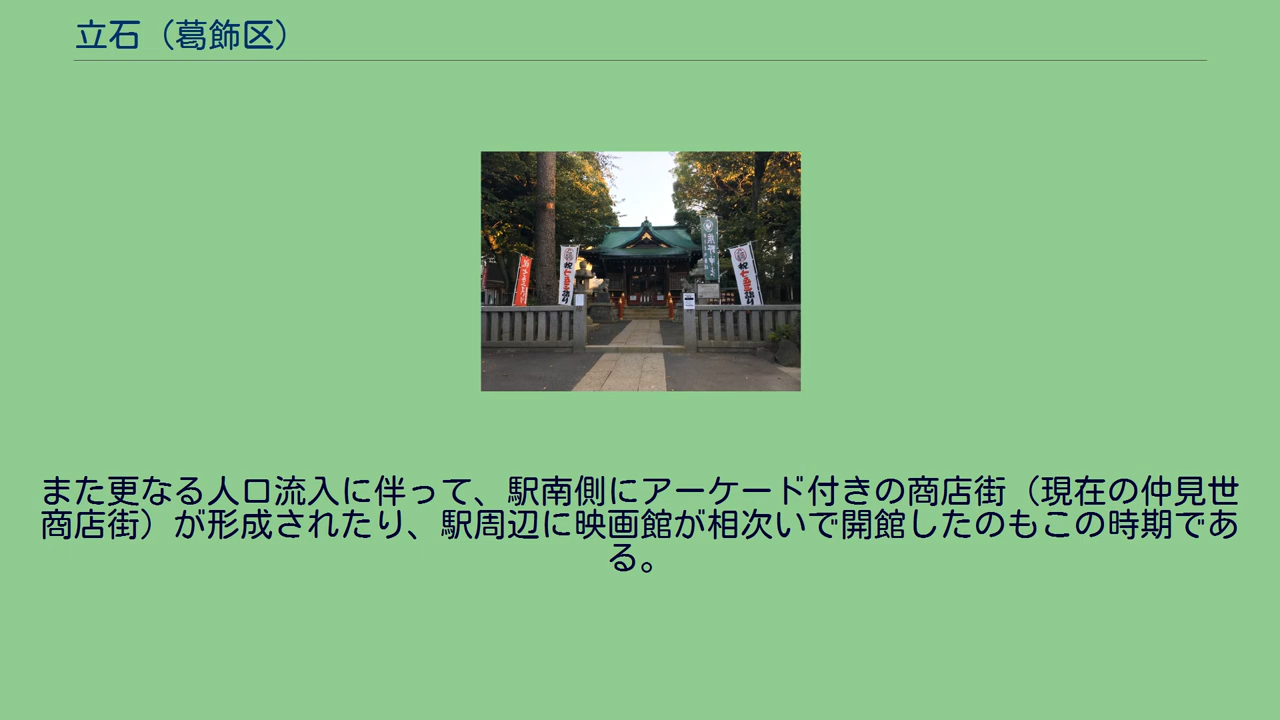 立石（葛飾区）
また更なる人口流入に伴って、駅南側にアーケード付きの商店街（現在の仲見世
商店街）が形成されたり、駅周辺に映画館が相次いで開館したのもこの時期であ
る。